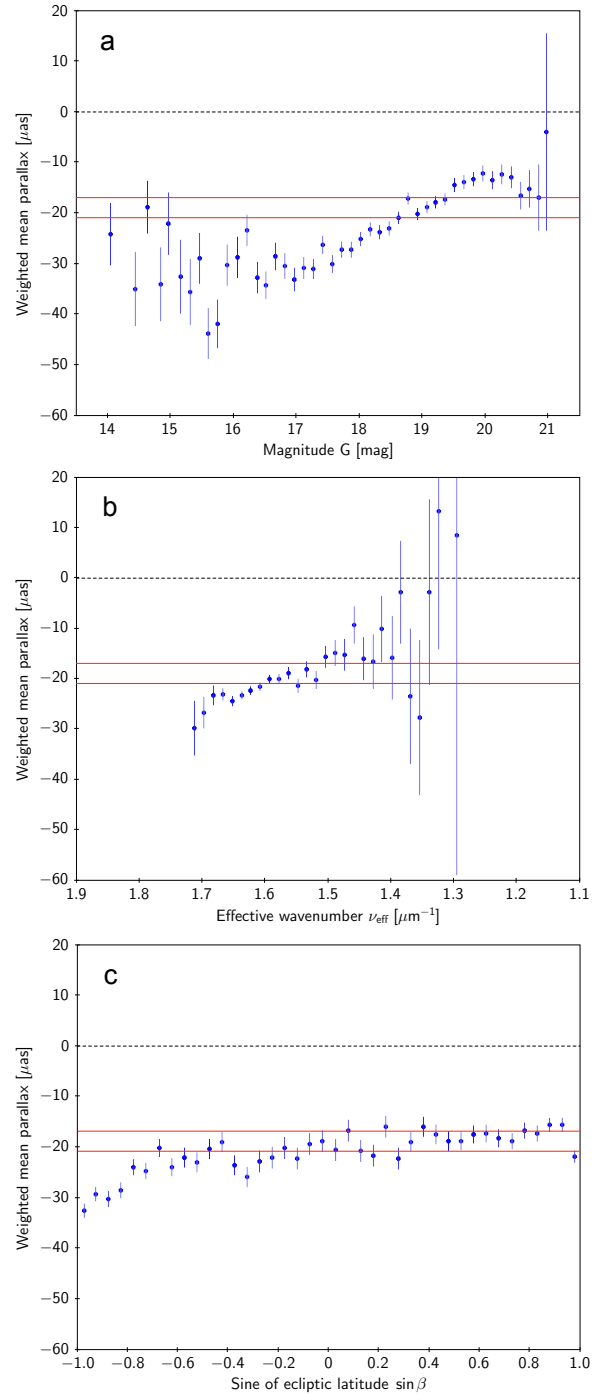 a
20
10
0
−10
−20
−30
−40
−50
−60
Weighted mean parallax [μas]
14 15 16 17 18 19 20 21
Magnitude G [mag]
b
20
10
0
−10
−20
−30
−40
−50
−60
Weighted mean parallax [μas]
1.9 1.8 1.7 1.6 1.5 1.4 1.3 1.2 1.1
Effective wavenumber νeff [μm⁻¹]
c
20
10
0
−10
−20
−30
−40
−50
−60
Weighted mean parallax [μas]
−1.0 −0.8 −0.6 −0.4 −0.2 0 0.2 0.4 0.6 0.8 1.0
Sine of ecliptic latitude sin β